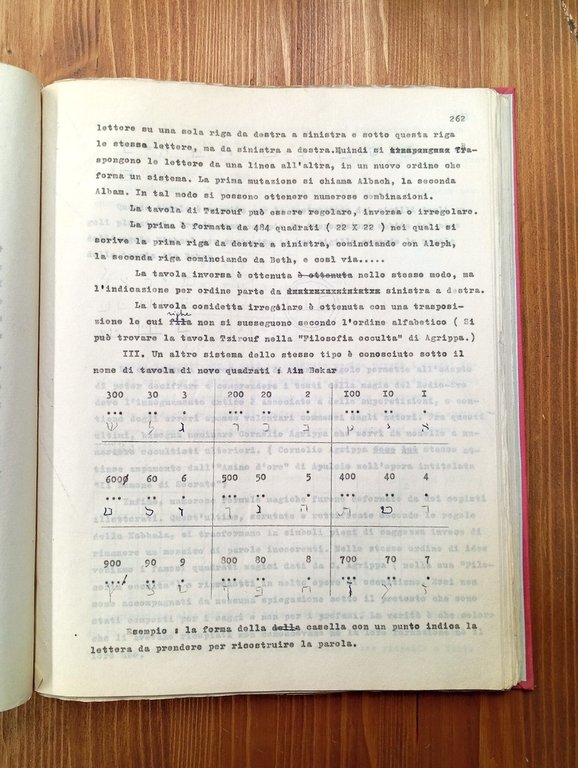 262
lettere su una sola riga da destra a sinistra e sotto questa riga
le stesse lettere, ma da sinistra a destra.Quindi si Tra-
spongono le lettere da una linea all'altra, in un nuovo ordine che
forma un sistema. La prima mutazione si chiama Albach, la seconda
Albam. In tal modo si possono ottenere numerose combinazioni.
La tavola di Tsirouf può essere regolare, inversa o irregolare.
La prima è formata da 484 quadrati ( 22 X 22 ) nei quali si
scrive la prima riga da destra a sinistra, cominciando con Aleph,
la seconda riga cominciando da Beth, e così via.....
La tavola inversa è ottenuta è ottenuta nello stesso modo, ma
l'indicazione per ordine parte da sinistra a destra.
La tavola cosidetta irregolare è ottenuta con una trasposi-
righe
zione le cui fila non si susseguono secondo l'ordine alfabetico ( Si
può trovare la tavola Tsirouf nella "Filosofia occulta" di Agrippa.)
III. Un altro sistema dello stesso tipo è conosciuto sotto il
nome di tavola di nove quadrati : Ain Bekar
300 30 3 200 20 2 I00 IO I
ש ל ג ר כ ב ק י א
6000 60 6 500 50 5 400 40 4
900 90 9 800 80 8 700 70 7
Esempio : la forma della della casella con un punto indica la
lettera da prendere per ricostruire la parola.